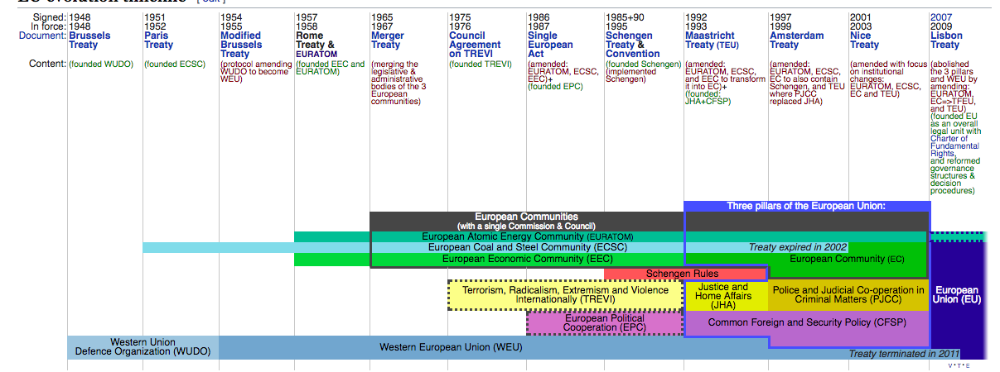 EU evolution timeline [ edit ]
Signed: 1948 1951 1954 1957 1965 1975 1986 1985+90 1992 1997 2001 2007
In force: 1948 1952 1955 1958 1967 1976 1987 1995 1993 1999 2003 2009
Document: Brussels Treaty
Paris Treaty
Modified Brussels Treaty
Rome Treaty & EURATOM
Merger Treaty
Council Agreement on TREVI
Single European Act
Schengen Treaty & Convention
Maastricht Treaty (TEU)
Amsterdam Treaty
Nice Treaty
Lisbon Treaty
Content: (founded WUDO)
(founded ECSC)
(protocol amending
WUDO to become
WEU)
(founded EEC and
EURATOM)
(merging the
legislative &
administrative
bodies of the 3
European
communities)
(founded TREVI)
(amended:
EURATOM, ECSC,
EEC)+
(founded EPC)
(founded Schengen)
(implemented
Schengen)
(amended:
EURATOM, ECSC,
and EEC to transform
it into EC)+
(founded:
JHA+CFSP)
(amended:
EURATOM, ECSC,
EC to also contain
Schengen, and TEU
where PJCC
replaced JHA)
(amended with focus
on institutional
changes:
EURATOM, ECSC,
EC and TEU)
(abolished
the 3 pillars
and WEU by
amending:
EURATOM,
EC=>TFEU,
and TEU)
(founded EU
as an overall
legal unit with
Charter of
Fundamental
Rights,
and reformed
governance
structures &
decision
procedures)
Three pillars of the European Union:
European Communities
(with a single Commission & Council)
European Atomic Energy Community (EURATOM)
European Coal and Steel Community (ECSC)
Treaty expired in 2002
European Economic Community (EEC)
European Community (EC)
Schengen Rules
Terrorism, Radicalism, Extremism and Violence
Internationally (TREVI)
Justice and
Home Affairs
(JHA)
Police and Judicial Co-operation in
Criminal Matters (PJCC)
European
Union (EU)
European Political
Cooperation (EPC)
Common Foreign and Security Policy (CFSP)
Western Union
Defence Organization (WUDO)
Western European Union (WEU)
Treaty terminated in 2011
V·T·E